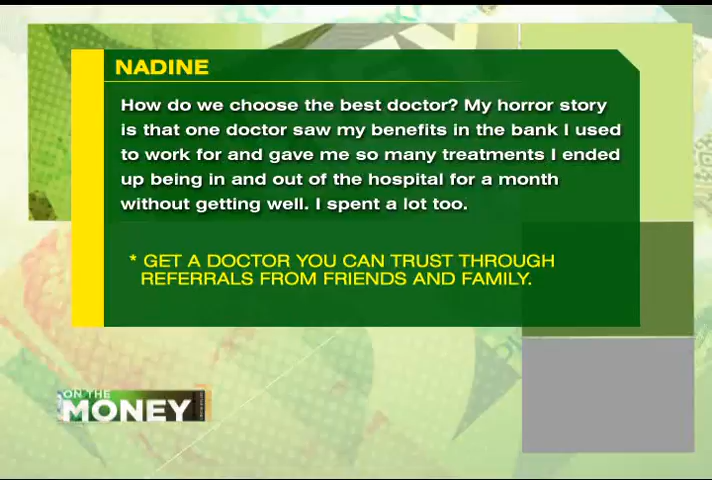 NADINE
How do we choose the best doctor? My horror story
is that one doctor saw my benefits in the bank I used
to work for and gave me so many treatments I ended
up being in and out of the hospital for a month
without getting well. I spent a lot too.
* GET A DOCTOR YOU CAN TRUST THROUGH
REFERRALS FROM FRIENDS AND FAMILY.
ON THE
MONEY